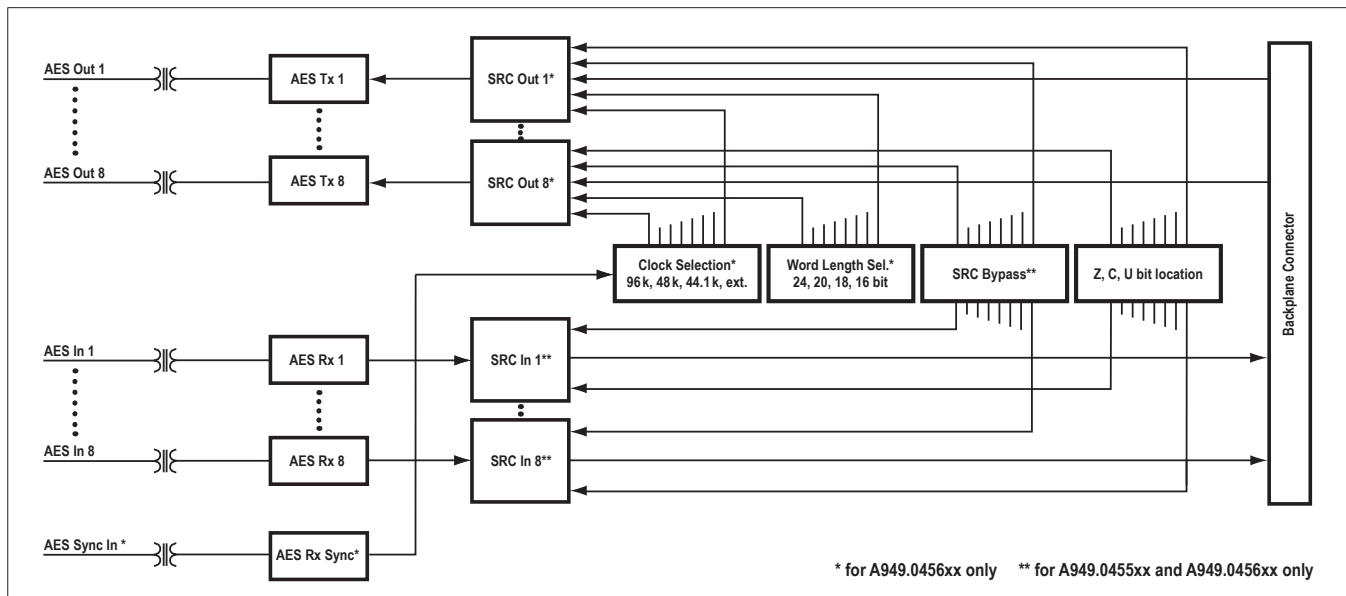 AES Out 1
AES Tx 1
SRC Out 1*
AES Out 8
AES Tx 8
SRC Out 8*
Clock Selection*
96 k, 48 k, 44.1 k, ext.
Word Length Sel.*
24, 20, 18, 16 bit
SRC Bypass**
Z, C, U bit location
Backplane Connector
AES In 1
AES Rx 1
SRC In 1**
AES In 8
AES Rx 8
SRC In 8**
AES Sync In *
AES Rx Sync*
* for A949.0456xx only
** for A949.0455xx and A949.0456xx only